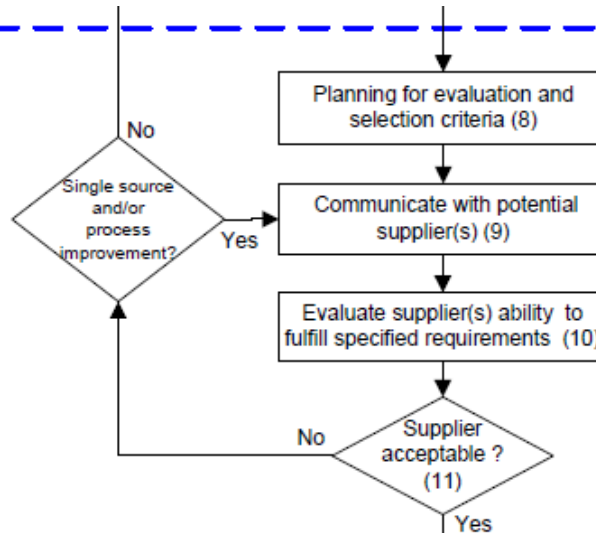 Planning for evaluation and
selection criteria (8)
No
Single source
and/or
process
improvement?
Yes
Communicate with potential
supplier(s) (9)
Evaluate supplier(s) ability to
fulfill specified requirements (10)
No
Supplier
acceptable ?
(11)
Yes